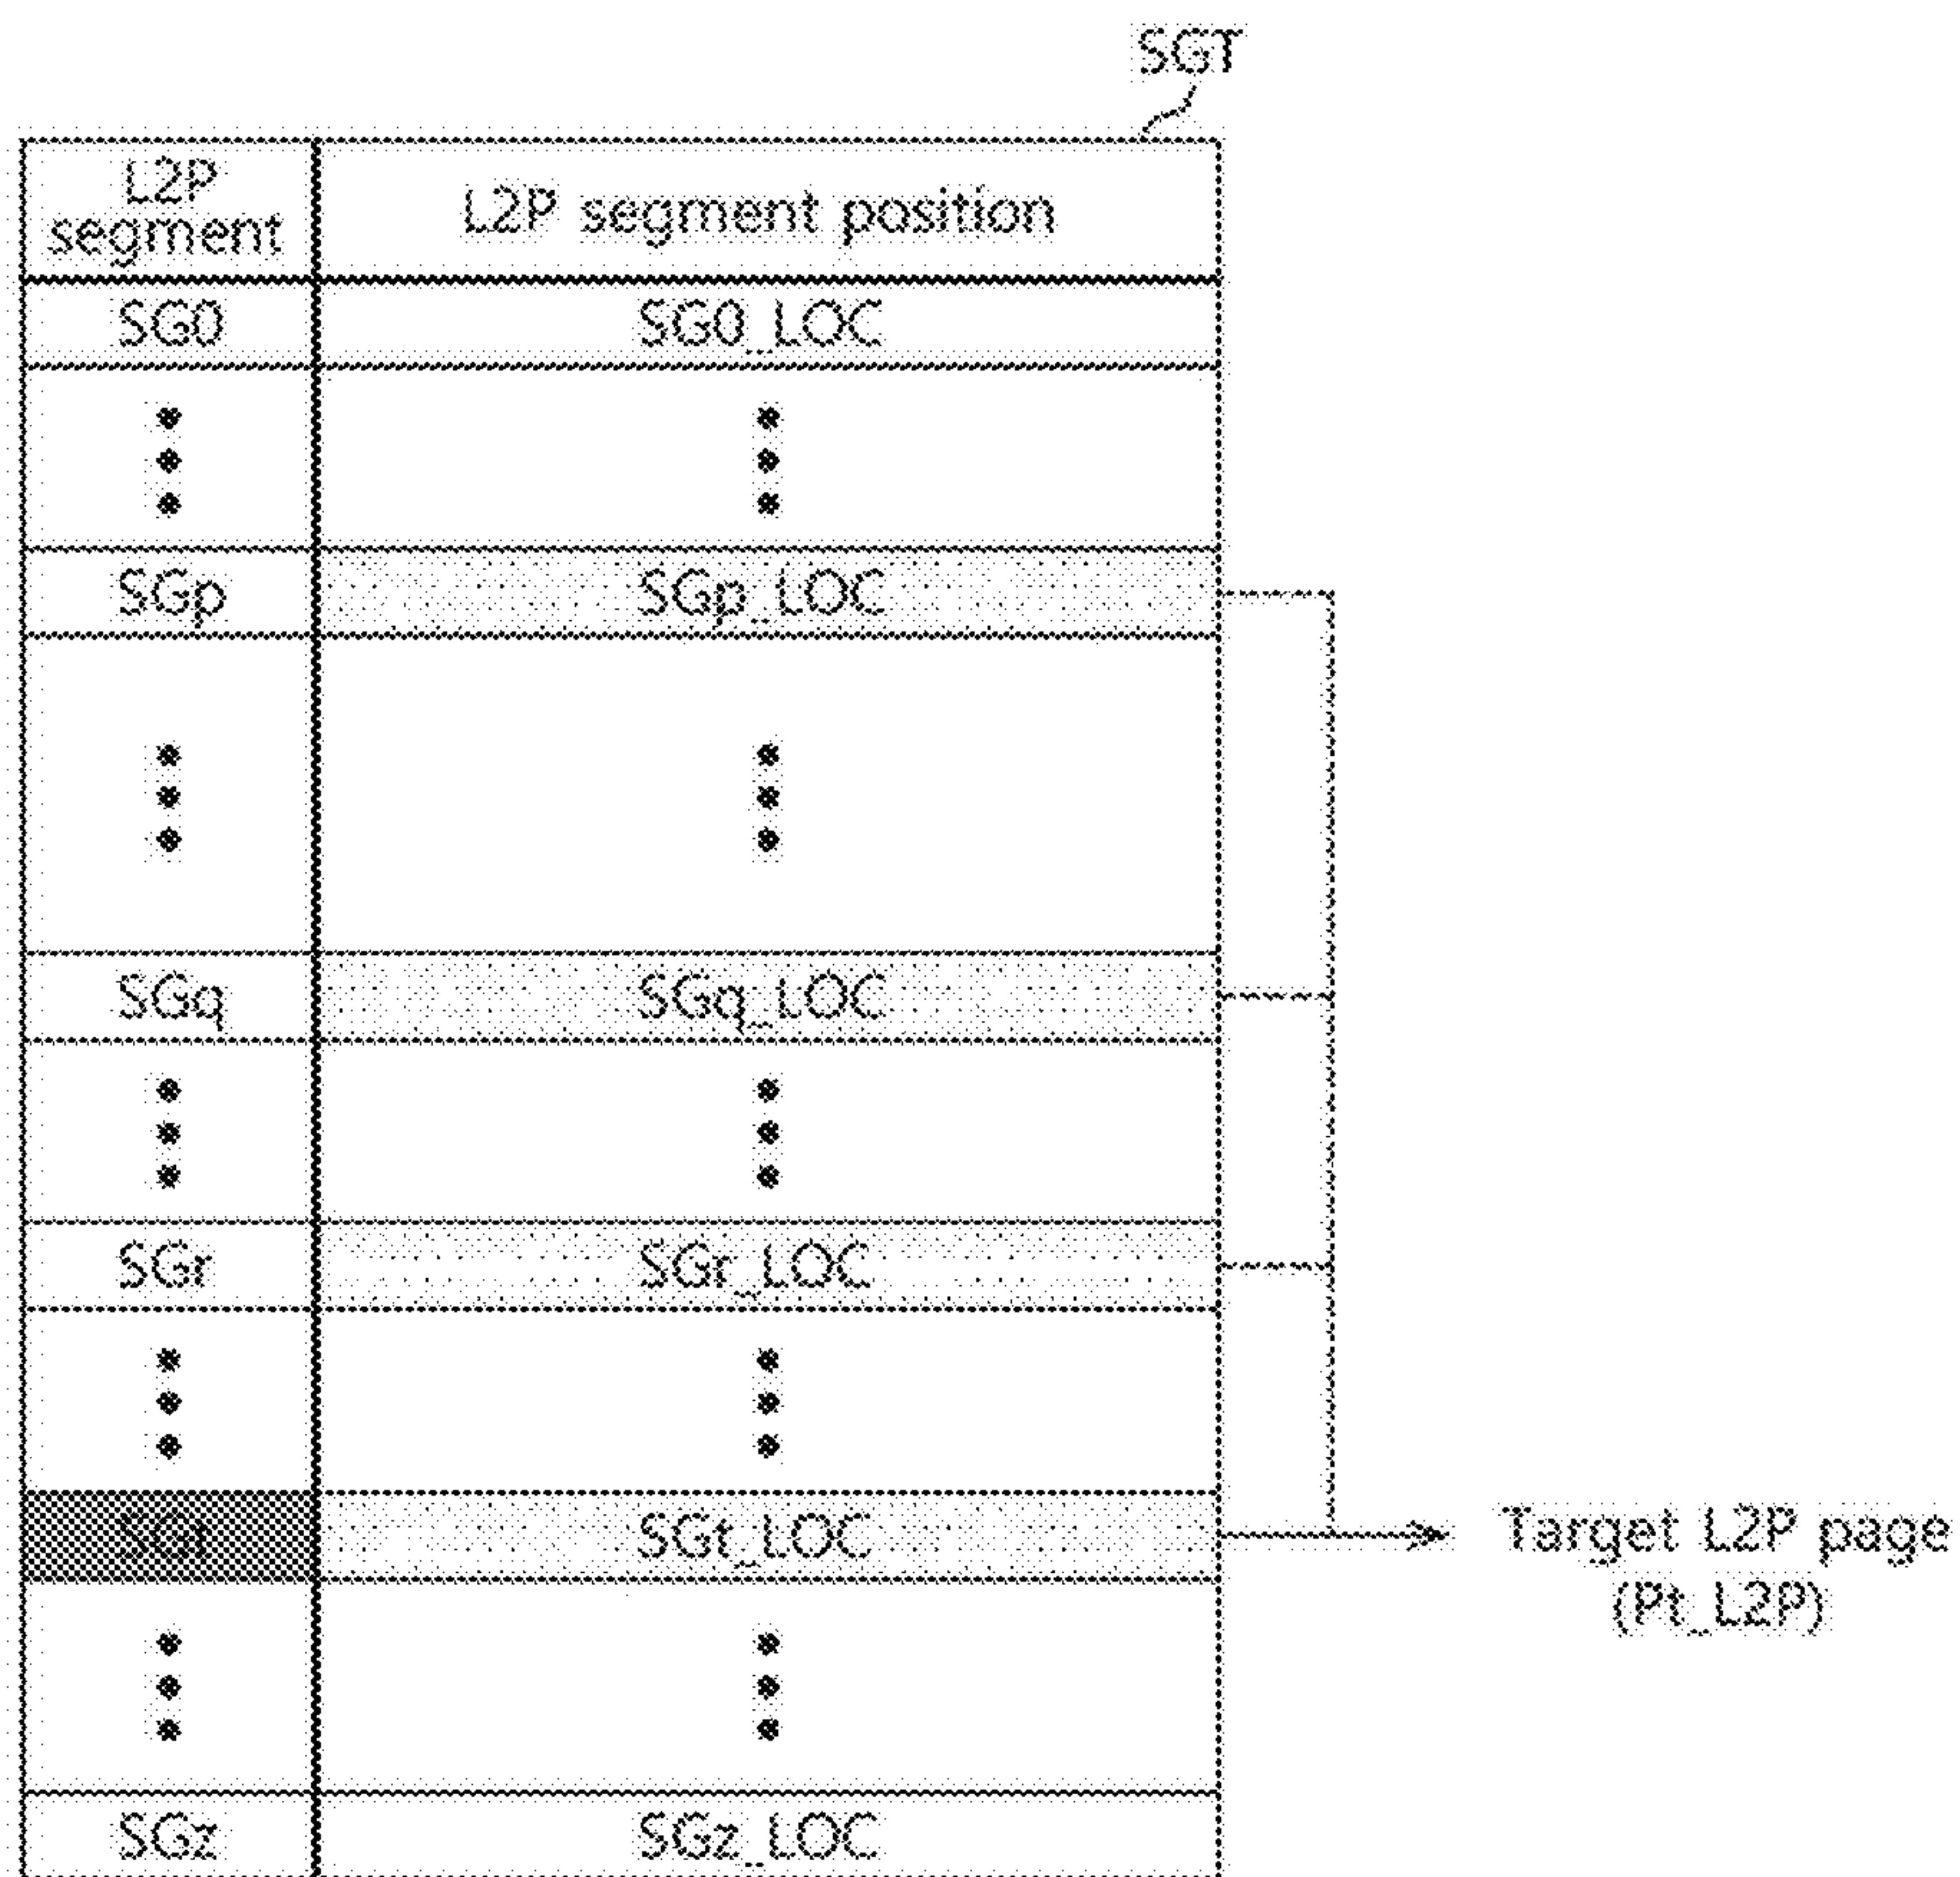 SGT
L2P
segment
L2P segment position
SG0
SG0_LOC
SGp
SGp_LOC
SGq
SGq_LOC
SGr
SGr_LOC
SGt
SGt_LOC
Target L2P page
(Pt_L2P)
SGz
SGz_LOC